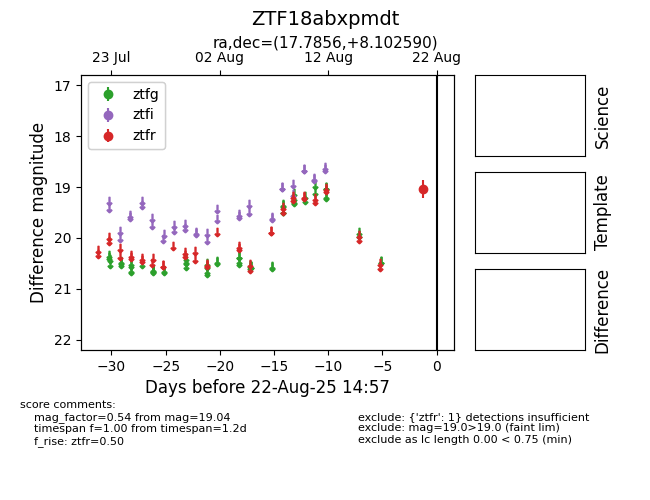 ZTF18abxpmdt
ra,dec=(17.7856,+8.102590)
23 Jul
02 Aug
12 Aug
22 Aug
17
18
19
20
21
22
Difference magnitude
ztfg
ztfi
ztfr
−30
−25
−20
−15
−10
−5
0
Days before 22-Aug-25 14:57
Science
Template
Difference
score comments:
mag_factor=0.54 from mag=19.04
timespan f=1.00 from timespan=1.2d
f_rise: ztfr=0.50
exclude: {'ztfr': 1} detections insufficient
exclude: mag=19.0>19.0 (faint lim)
exclude as lc length 0.00 < 0.75 (min)